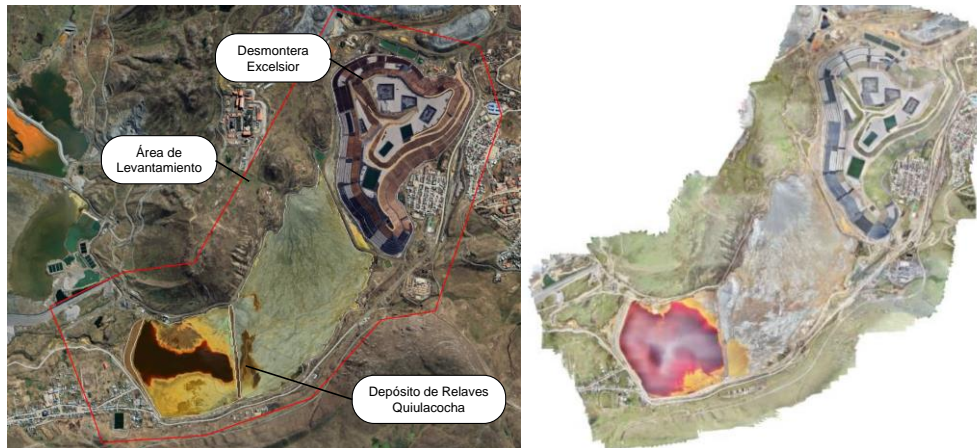 Desmontera
Excelsior
Área de
Levantamiento
Depósito de Relaves
Quiulacocha